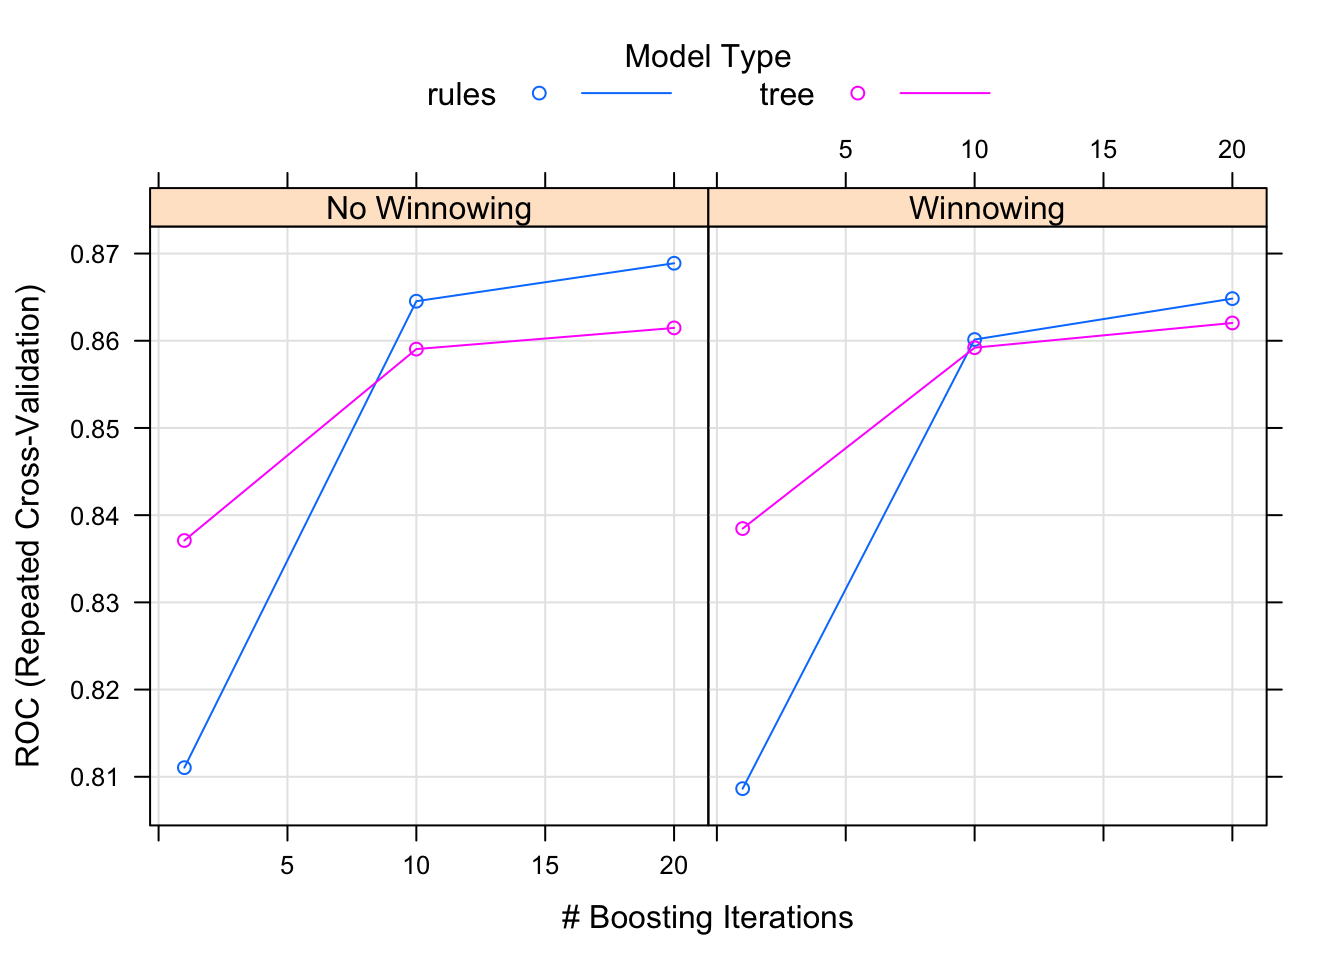 Model Type
rules tree
5 10 15 20
No Winnowing Winnowing
0.87
0.86
0.85
0.84
0.83
0.82
0.81
ROC (Repeated Cross-Validation)
5 10 15 20
# Boosting Iterations